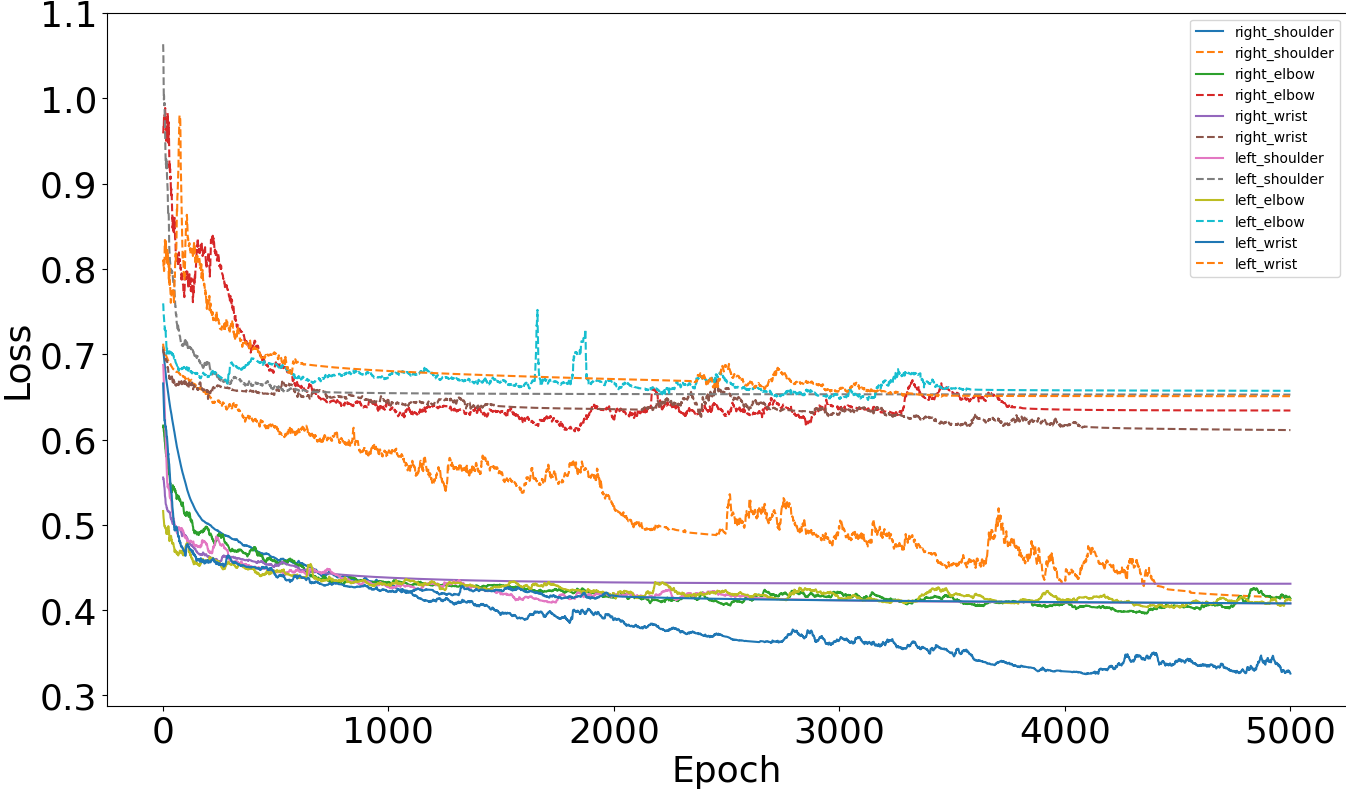 1.1
1.0
0.9
0.8
0.7
0.6
0.5
0.4
0.3
Loss
0 1000 2000 3000 4000 5000
Epoch
right_shoulder
right_shoulder
right_elbow
right_elbow
right_wrist
right_wrist
left_shoulder
left_shoulder
left_elbow
left_elbow
left_wrist
left_wrist